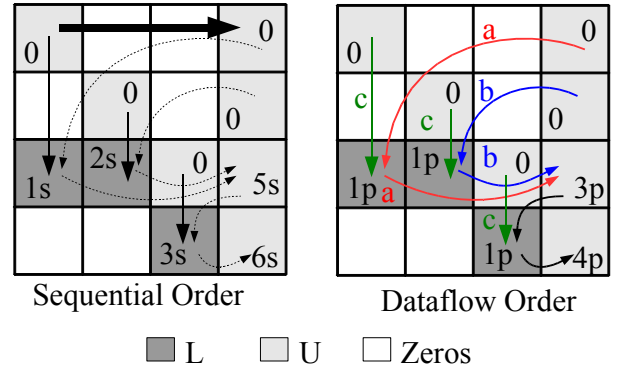 0 0
0 0
1s 2s 0 5s
3s 6s
Sequential Order
0 a 0
c c 0 b 0
1p a 1p b 0 3p
c 1p 4p
Dataflow Order
L U Zeros